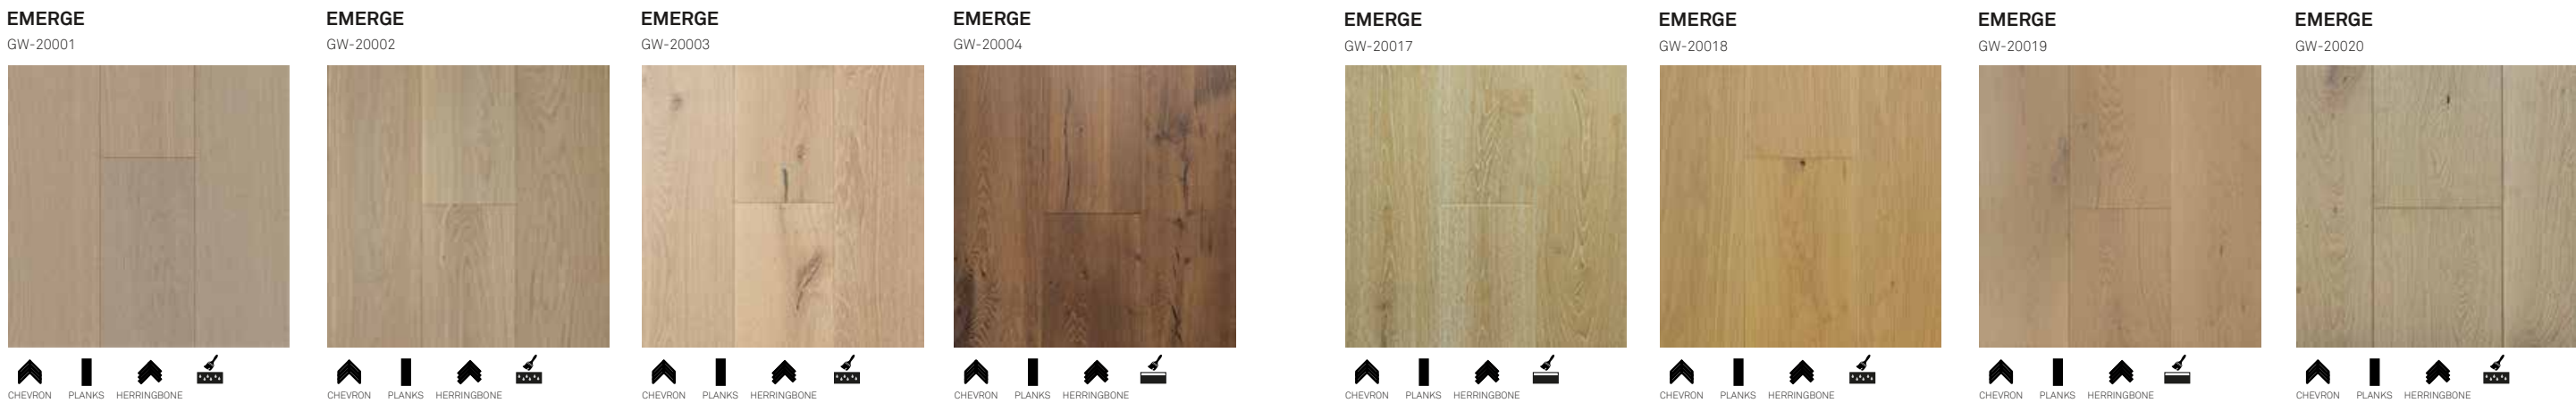 EMERGE
GW-20001
CHEVRON PLANKS HERRINGBONE
EMERGE
GW-20002
CHEVRON PLANKS HERRINGBONE
EMERGE
GW-20003
CHEVRON PLANKS HERRINGBONE
EMERGE
GW-20004
CHEVRON PLANKS HERRINGBONE
EMERGE
GW-20017
CHEVRON PLANKS HERRINGBONE
EMERGE
GW-20018
CHEVRON PLANKS HERRINGBONE
EMERGE
GW-20019
CHEVRON PLANKS HERRINGBONE
EMERGE
GW-20020
CHEVRON PLANKS HERRINGBONE